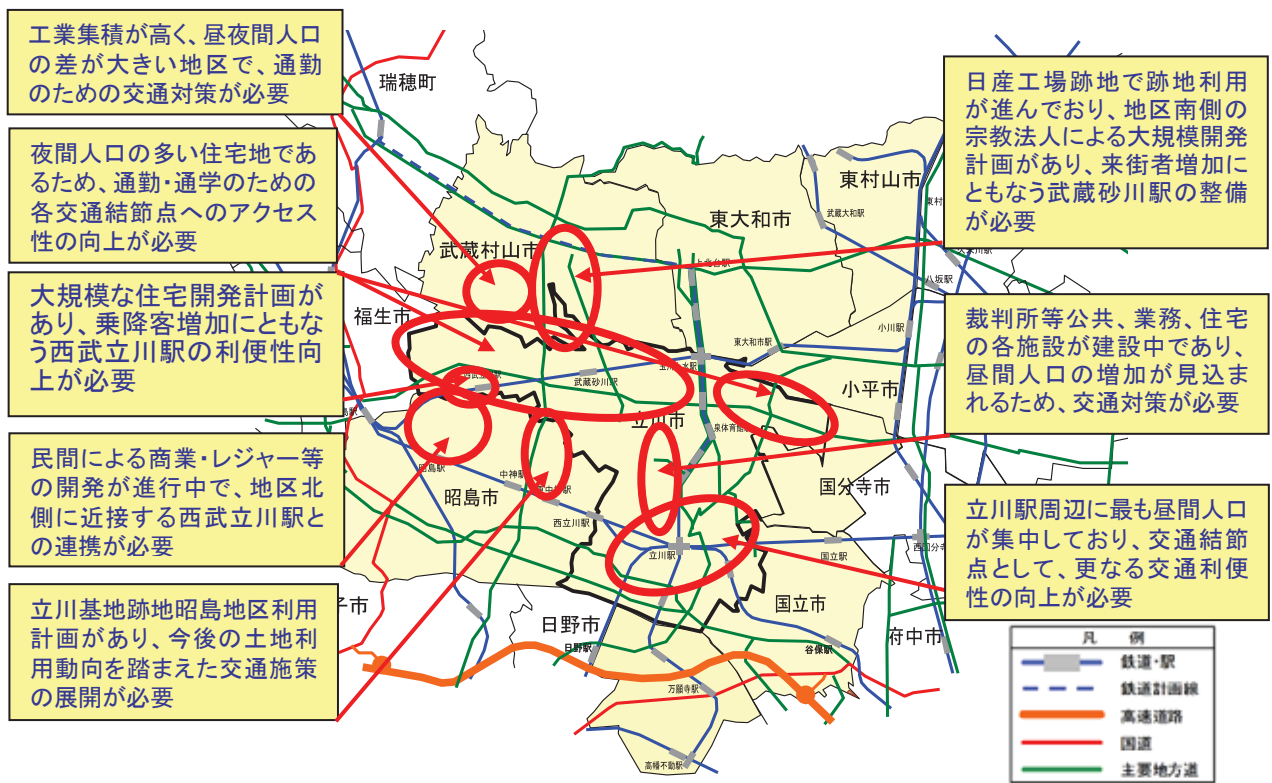 工業集積が高く、昼夜間人口
の差が大きい地区で、通勤
のための交通対策が必要
夜間人口の多い住宅地であ
るため、通勤・通学のための
各交通結節点へのアクセス
性の向上が必要
大規模な住宅開発計画が
あり、乗降客増加にともな
う西武立川駅の利便性向
上が必要
民間による商業・レジャー等
の開発が進行中で、地区北
側に近接する西武立川駅と
の連携が必要
立川基地跡地昭島地区利用
計画があり、今後の土地利
用動向を踏まえた交通施策
の展開が必要
日産工場跡地で跡地利用
が進んでおり、地区南側の
宗教法人による大規模開発
計画があり、来街者増加に
ともなう武蔵砂川駅の整備
が必要
裁判所等公共、業務、住宅
の各施設が建設中であり、
昼間人口の増加が見込ま
れるため、交通対策が必要
立川駅周辺に最も昼間人口
が集中しており、交通結節
点として、更なる交通利便
性の向上が必要
瑞穂町
東村山市
武蔵大和駅
東大和市
武蔵村山市
上北台駅
八坂駅
福生市
小川駅
東大和市駅
武蔵砂川駅
小平市
立川市
泉体育館駅
昭島駅
中神駅
昭島市
国分寺市
西立川駅
立川駅
国立駅
西国分寺
子市
国立市
日野市
日野駅
府中市
谷保駅
万願寺駅
高幡不動駅
凡 例
鉄道・駅
鉄道計画線
高速道路
国道
主要地方道